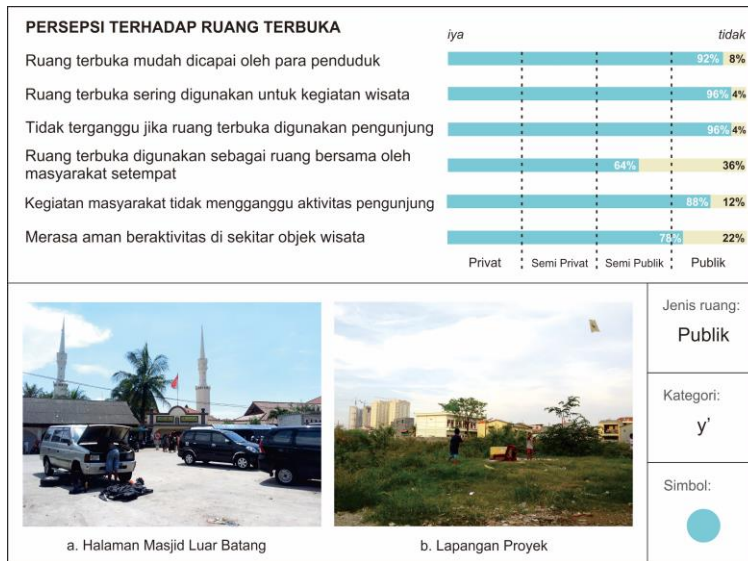 PERSEPSI TERHADAP RUANG TERBUKA
iya tidak
Ruang terbuka mudah dicapai oleh para penduduk 92% 8%
Ruang terbuka sering digunakan untuk kegiatan wisata 96% 4%
Tidak terganggu jika ruang terbuka digunakan pengunjung 96% 4%
Ruang terbuka digunakan sebagai ruang bersama oleh
masyarakat setempat 64% 36%
Kegiatan masyarakat tidak mengganggu aktivitas pengunjung 88% 12%
Merasa aman beraktivitas di sekitar objek wisata 78% 22%
Privat Semi Privat Semi Publik Publik
a. Halaman Masjid Luar Batang
b. Lapangan Proyek
Jenis ruang:
Publik
Kategori:
y'
Simbol: